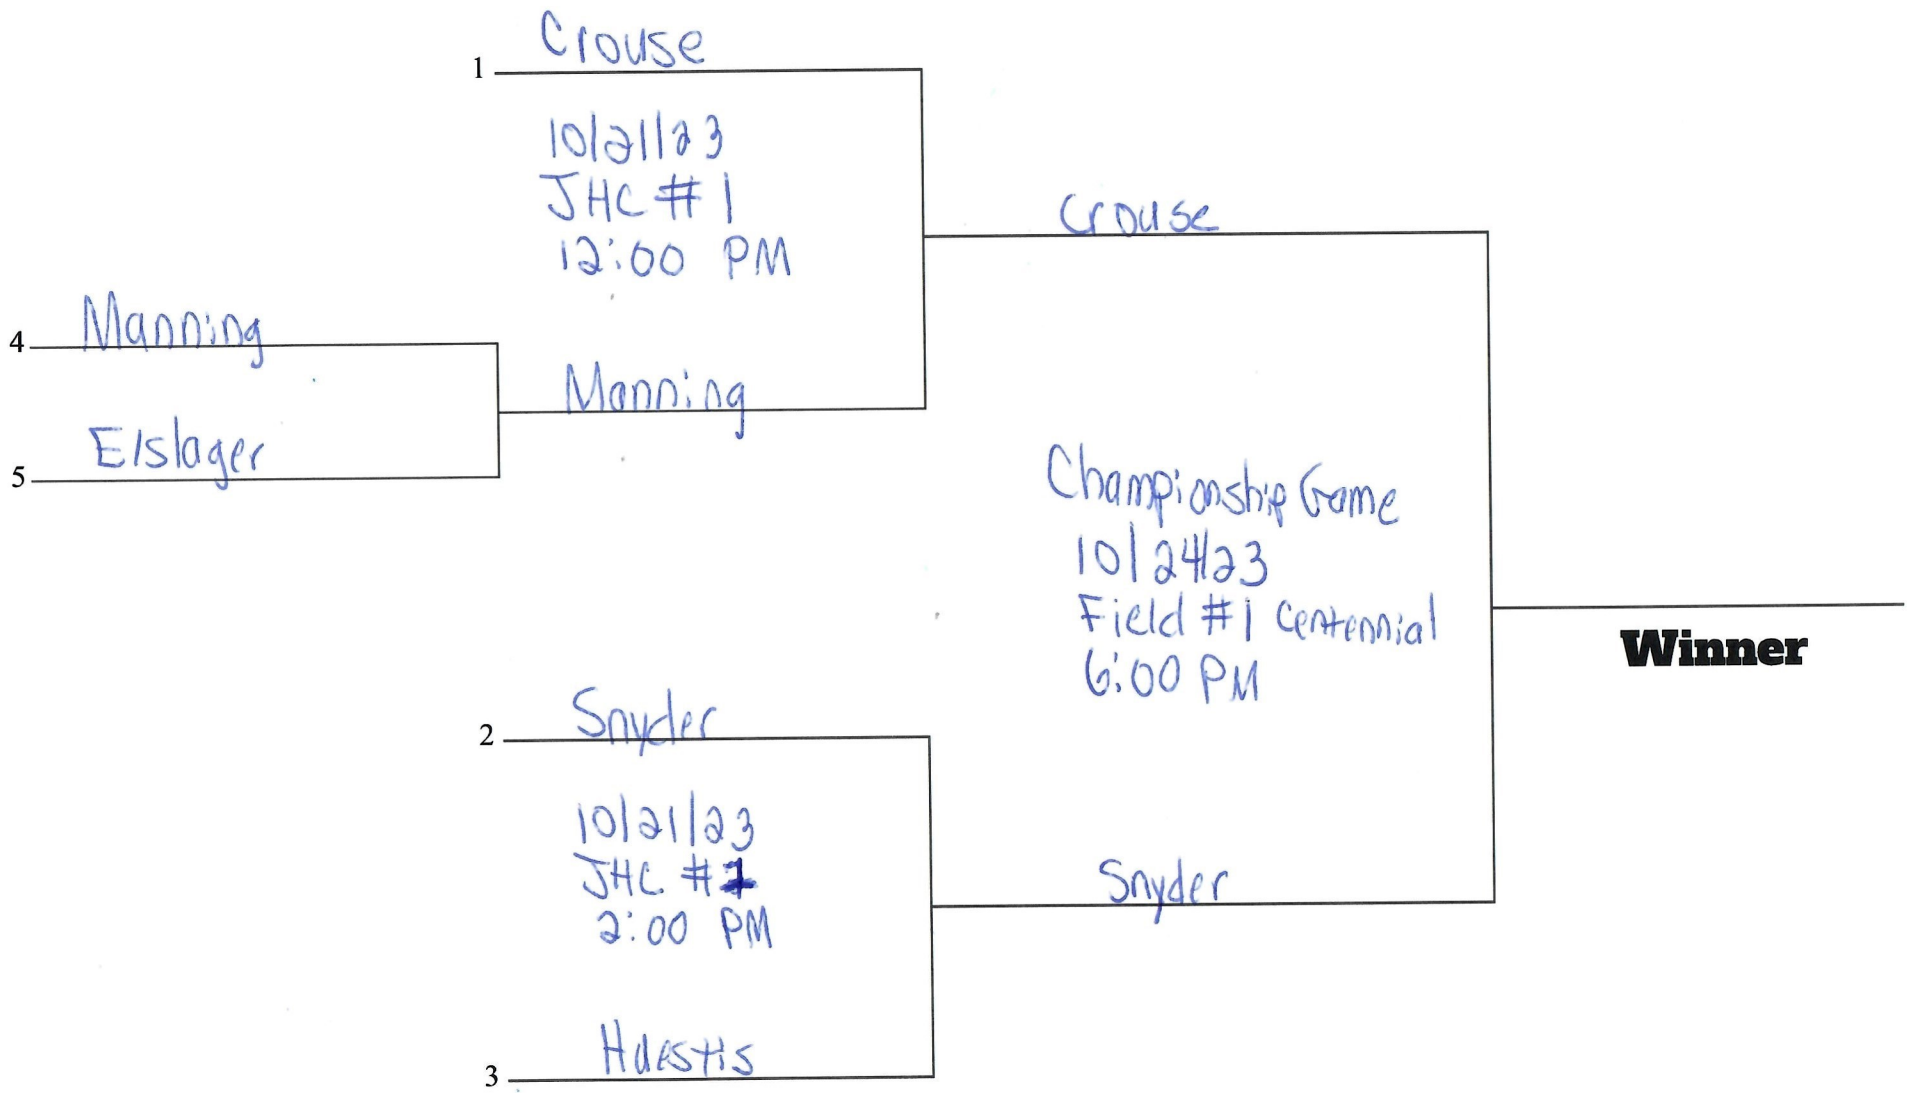 Crouse
1
10/21/23
JHC #1
12:00 PM
Crouse
4 Manning
Manning
5 Elslager
Championship Game
10/24/23
Field #1 Centennial
6:00 PM
Winner
2 Snyder
10/21/23
JHC #1
2:00 PM
Snyder
3 Huestis